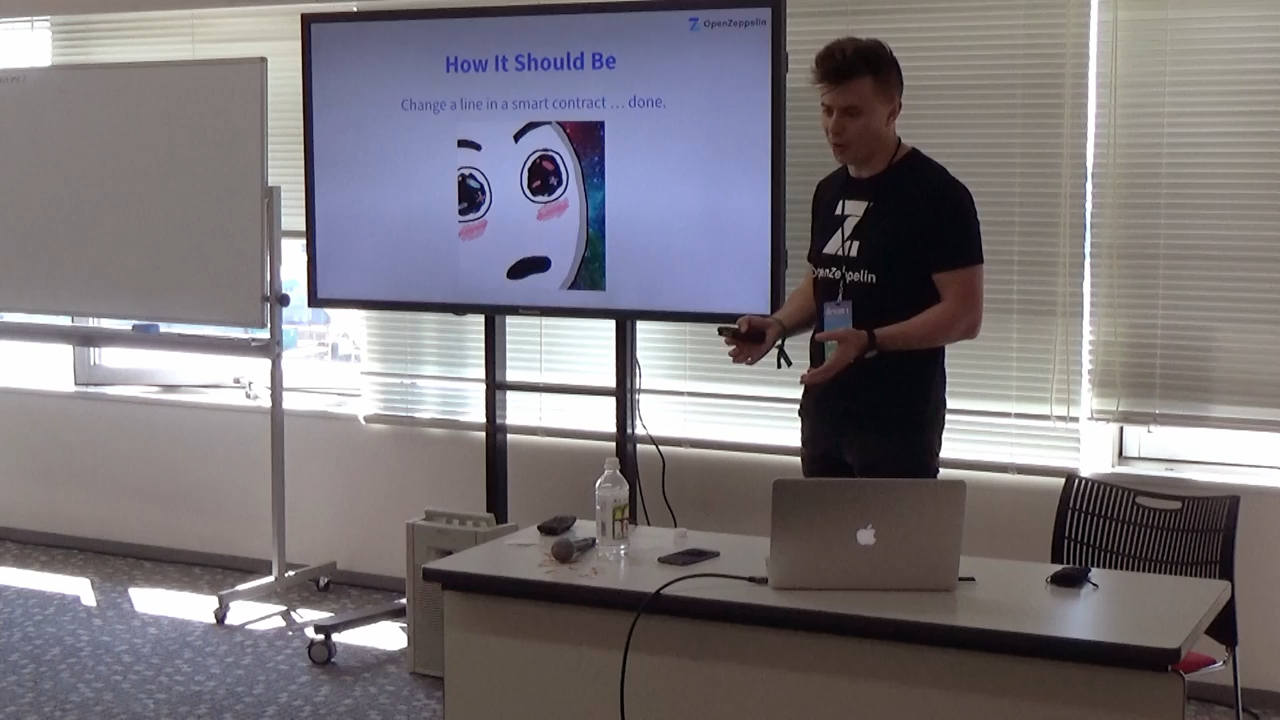 OpenZeppelin
How It Should Be
Change a line in a smart contract ... done.
OpenZeppelin